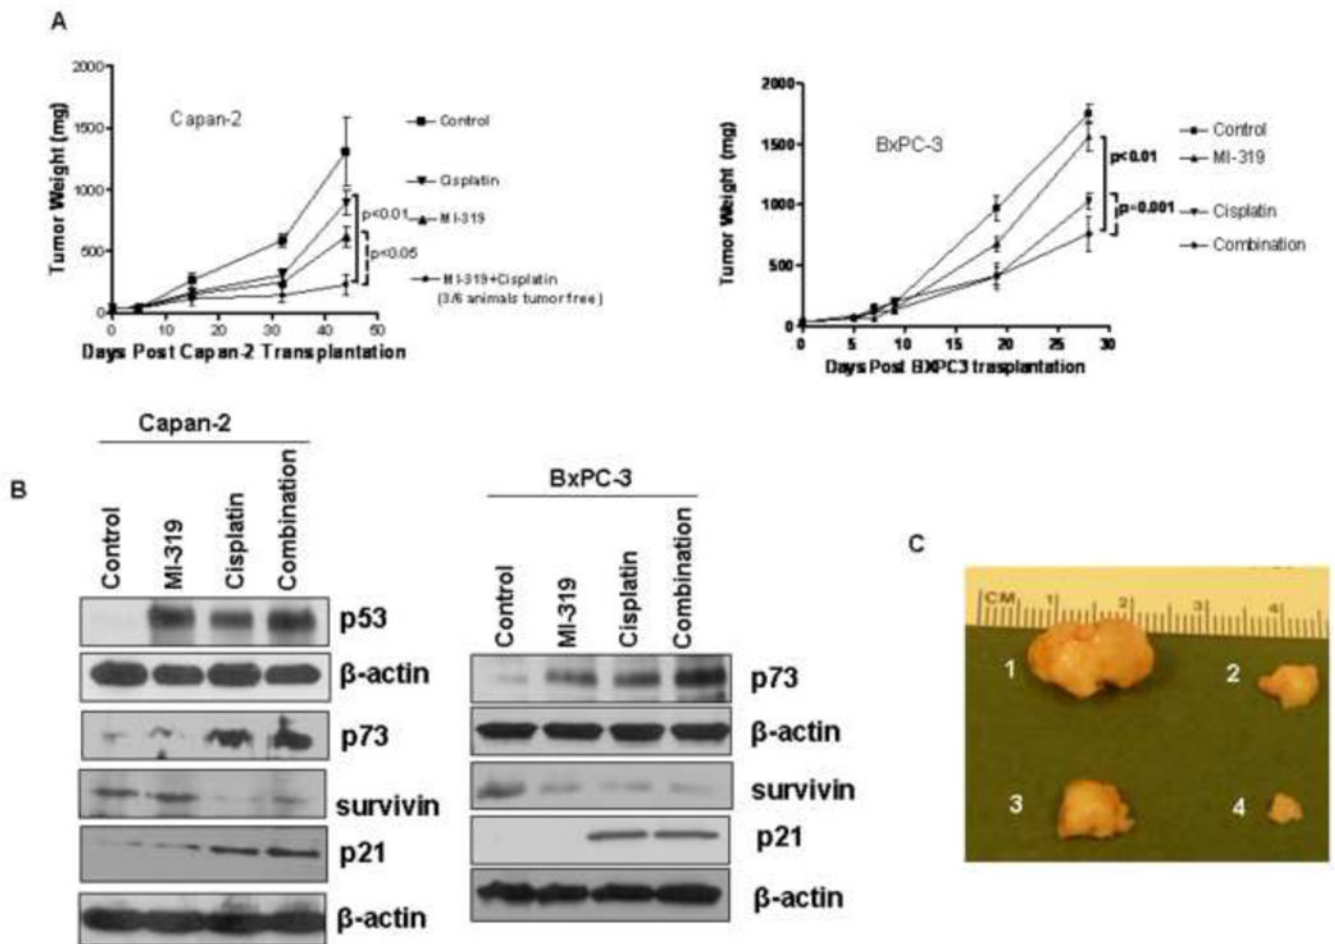 A
2000
1500
1000
500
0
Tumor Weight (mg)
Capan-2
Control
Cisplatin
MI-319
MI-319+Cisplatin
(3/6 animals tumor free)
p<0.01
p<0.05
0 10 20 30 40 50
Days Post Capan-2 Transplantation
2000
1500
1000
500
0
Tumor Weight (mg)
BxPC-3
Control
MI-319
Cisplatin
Combination
p<0.01
p=0.001
0 5 10 15 20 25 30
Days Post BXPC3 trasplantation
B
Capan-2
Control MI-319 Cisplatin Combination
p53
β-actin
p73
survivin
p21
β-actin
BxPC-3
Control MI-319 Cisplatin Combination
p73
β-actin
survivin
p21
β-actin
C
CM 1 2 3 4
1 2
3 4